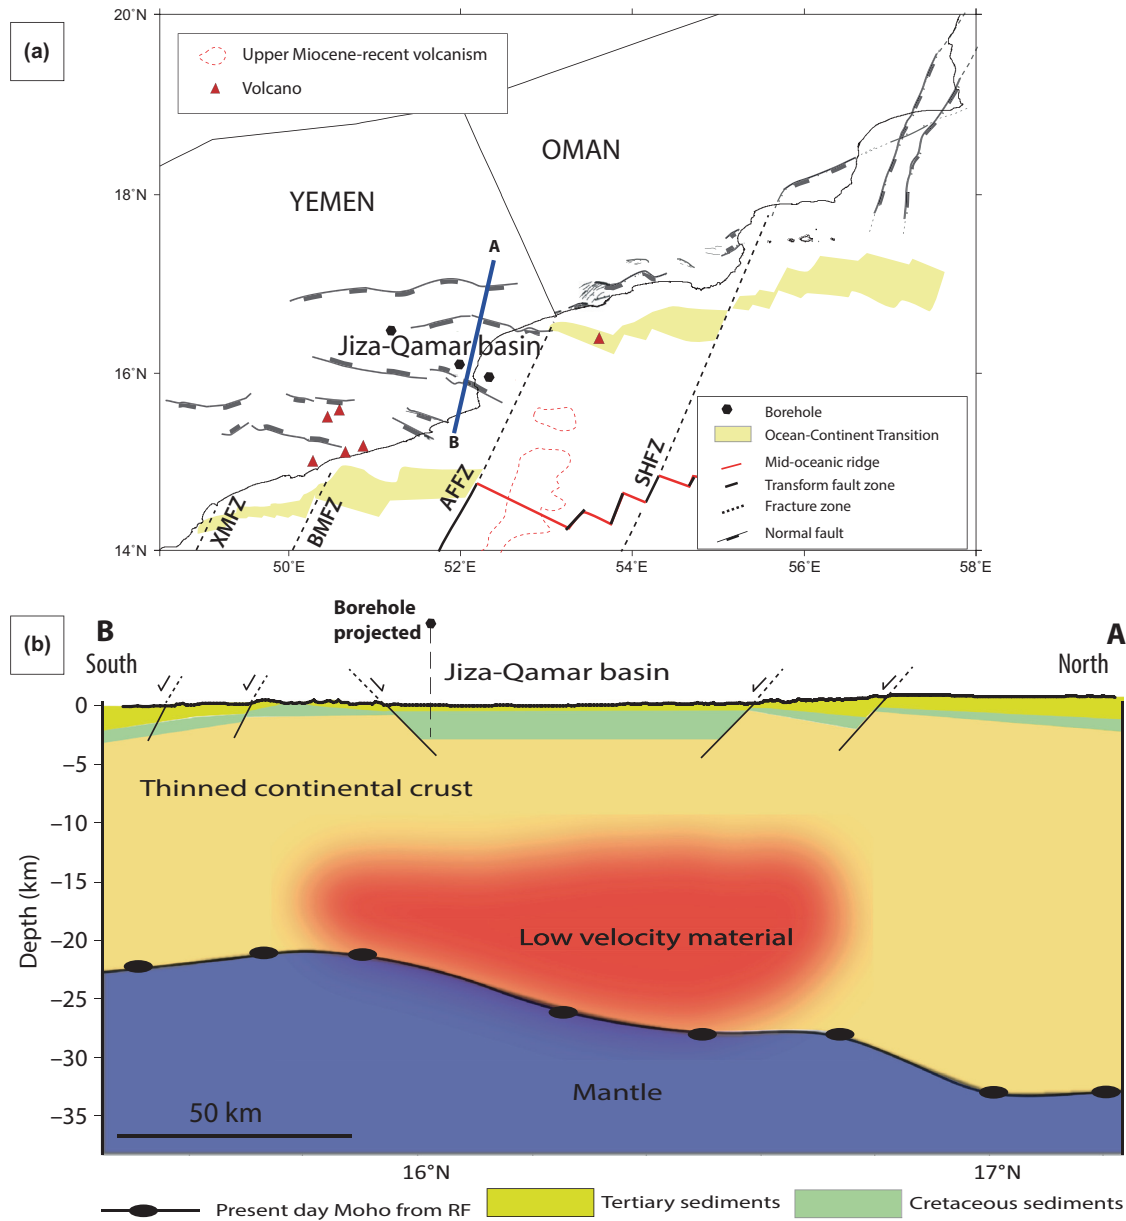 (a)
20˚N
18˚N
16˚N
14˚N
50˚E
52˚E
54˚E
56˚E
58˚E
Upper Miocene-recent volcanism
Volcano
OMAN
YEMEN
A
Jiza-Qamar basin
B
XMFZ
BMFZ
AFFZ
SHFZ
Borehole
Ocean-Continent Transition
Mid-oceanic ridge
Transform fault zone
Fracture zone
Normal fault
(b)
B
South
Borehole
projected
Jiza-Qamar basin
A
North
0
−5
−10
−15
−20
−25
−30
−35
Depth (km)
Thinned continental crust
Low velocity material
Mantle
50 km
16°N
17°N
Present day Moho from RF
Tertiary sediments
Cretaceous sediments